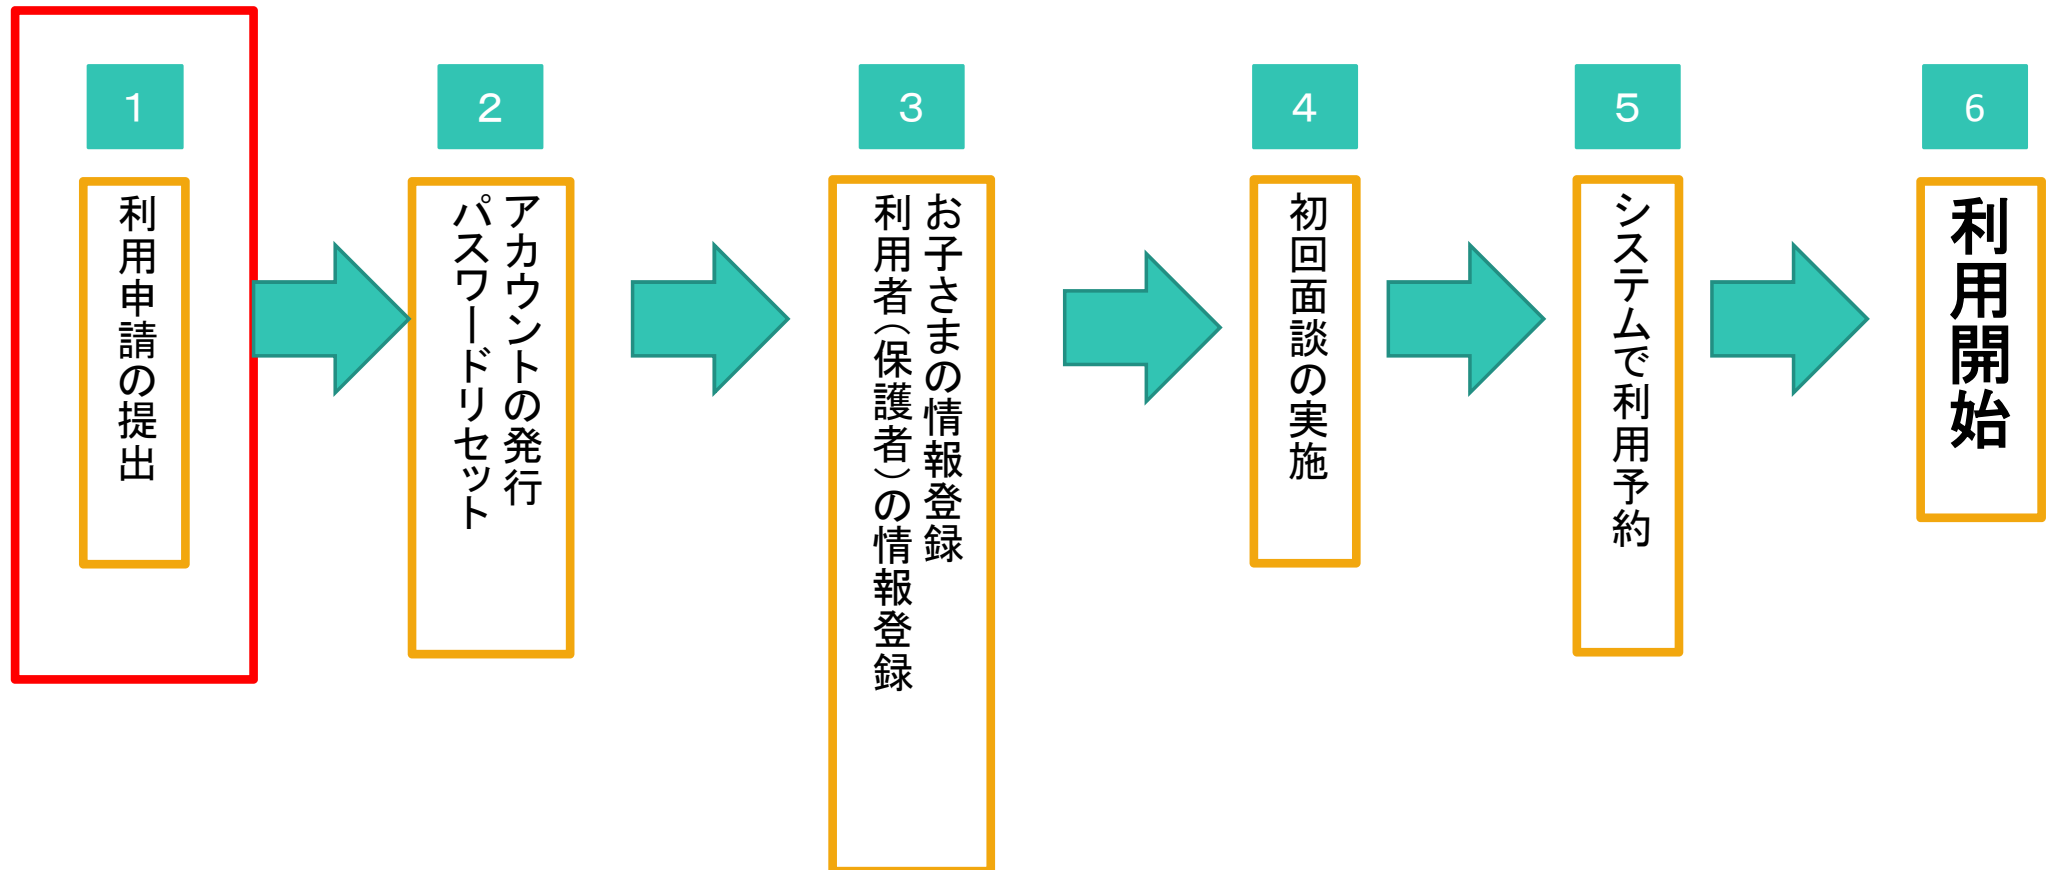 1
利用申請の提出
2
アカウントの発行
パスワードリセット
3
お子さまの情報登録
利用者(保護者)の情報登録
4
初回面談の実施
5
システムで利用予約
6
利用開始